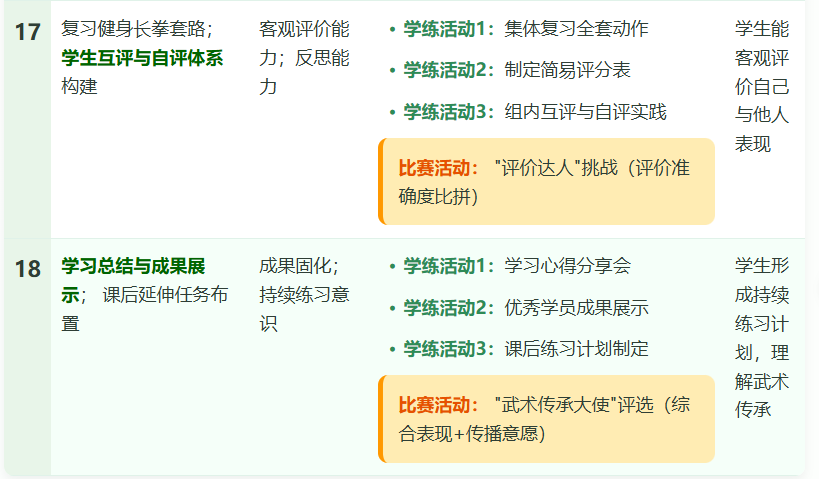 17
复习健身长拳套路；
学生互评与自评体系
构建
客观评价能
力；反思能
力
• 学练活动1：集体复习全套动作
• 学练活动2：制定简易评分表
• 学练活动3：组内互评与自评实践
比赛活动： "评价达人"挑战（评价准
确度比拼）
学生能
客观评
价自己
与他人
表现
18
学习总结与成果展
示； 课后延伸任务布
置
成果固化；
持续练习意
识
• 学练活动1：学习心得分享会
• 学练活动2：优秀学员成果展示
• 学练活动3：课后练习计划制定
比赛活动： "武术传承大使"评选（综
合表现+传播意愿）
学生形
成持续
练习计
划，理
解武术
传承